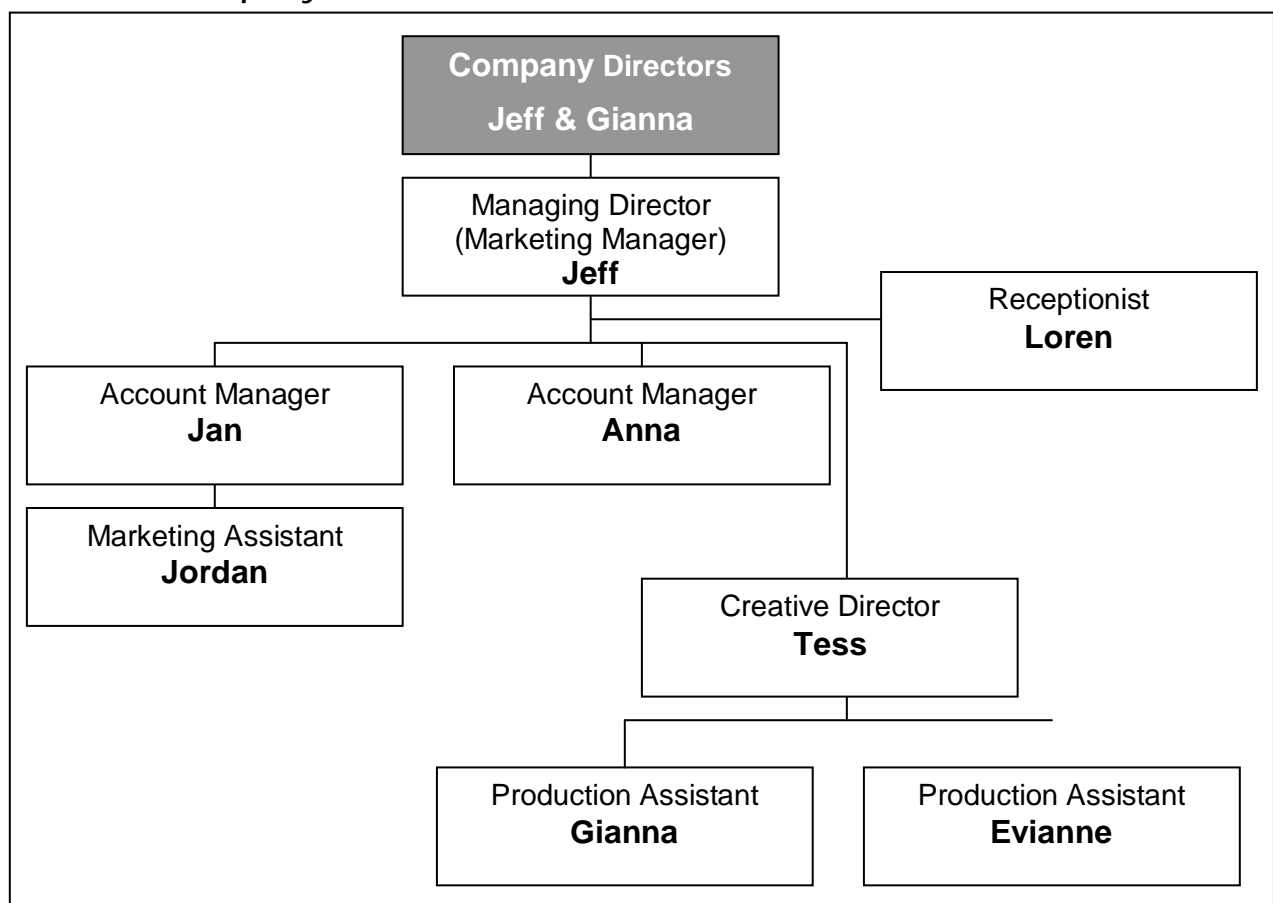 Company Directors
Jeff & Gianna
Managing Director
(Marketing Manager)
Jeff
Receptionist
Loren
Account Manager
Jan
Account Manager
Anna
Marketing Assistant
Jordan
Creative Director
Tess
Production Assistant
Gianna
Production Assistant
Evianne